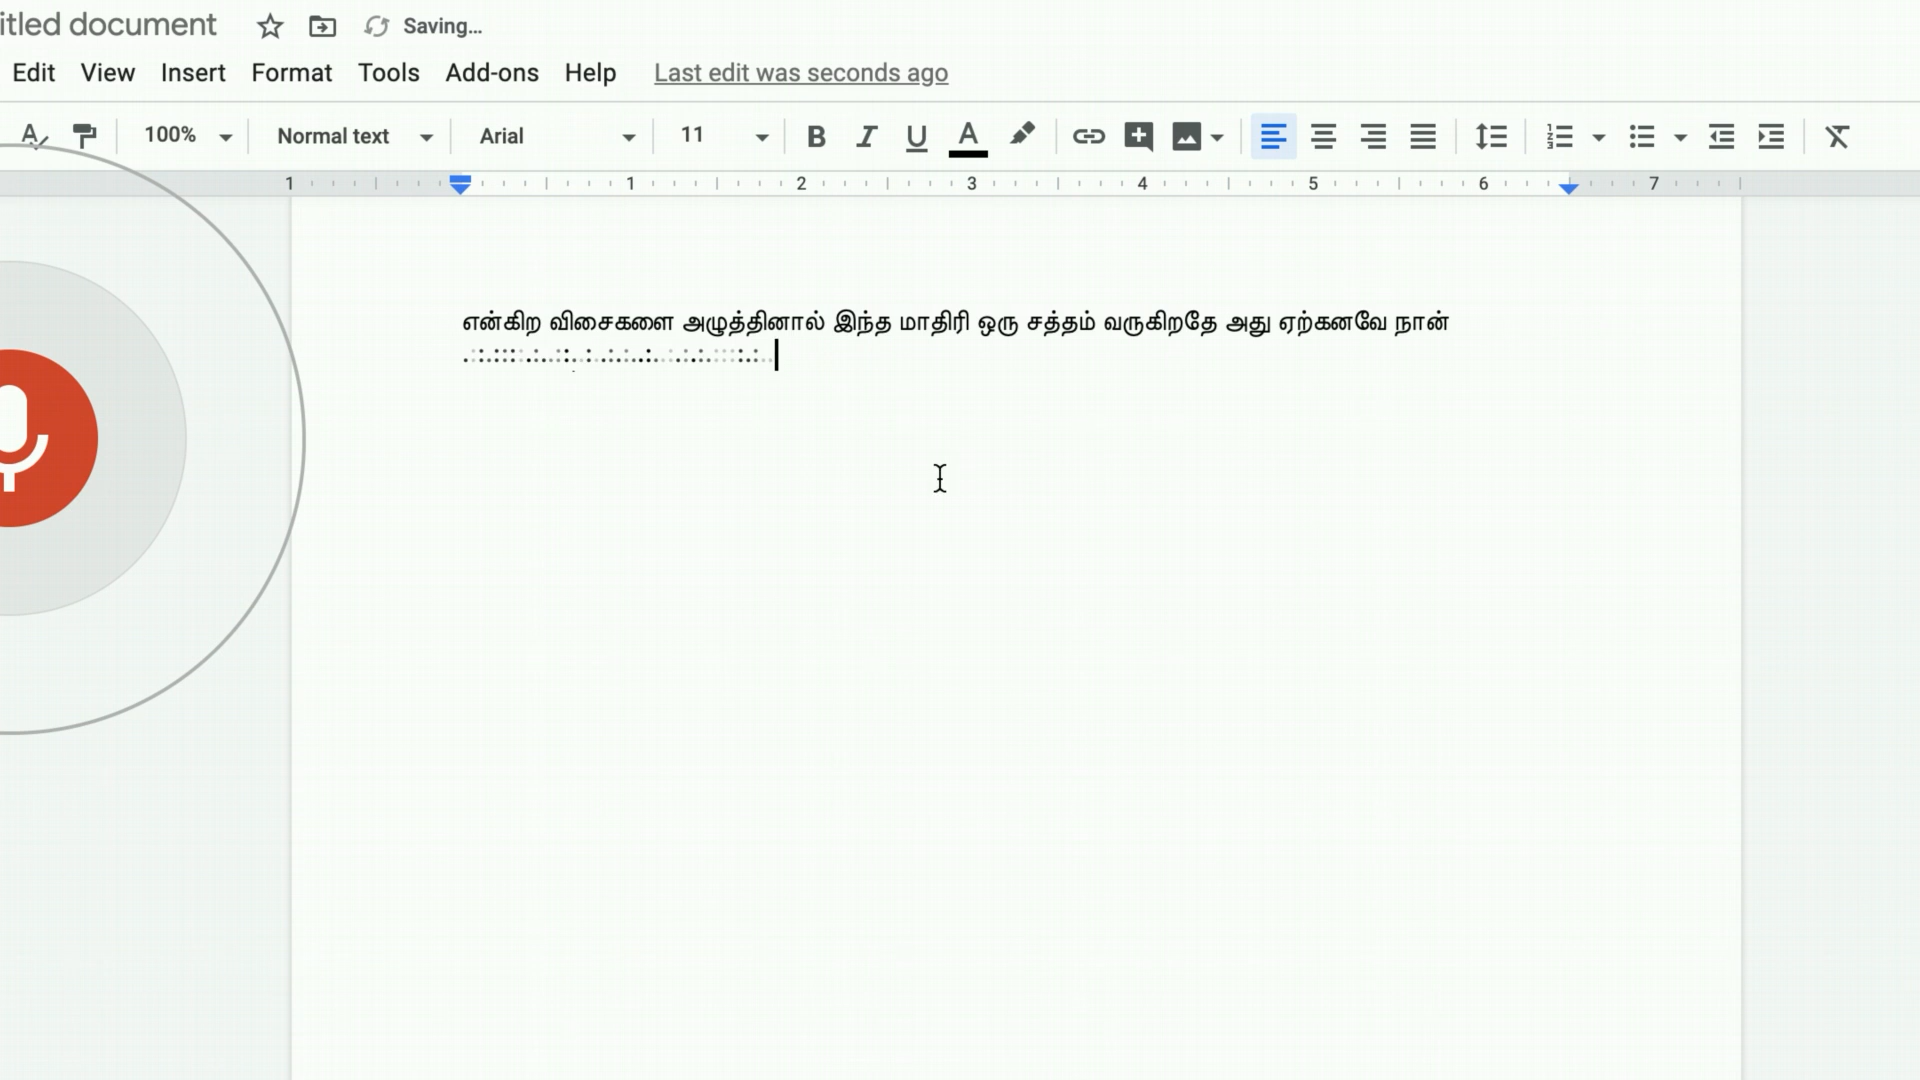 itled document Saving...
Edit View Insert Format Tools Add-ons Help Last edit was seconds ago
100% Normal text Arial 11 B I U A
1 1 2 3 4 5 6 7
என்கிற விசைகளை அழுத்தினால் இந்த மாதிரி ஒரு சத்தம் வருகிறதே அது ஏற்கனவே நான்